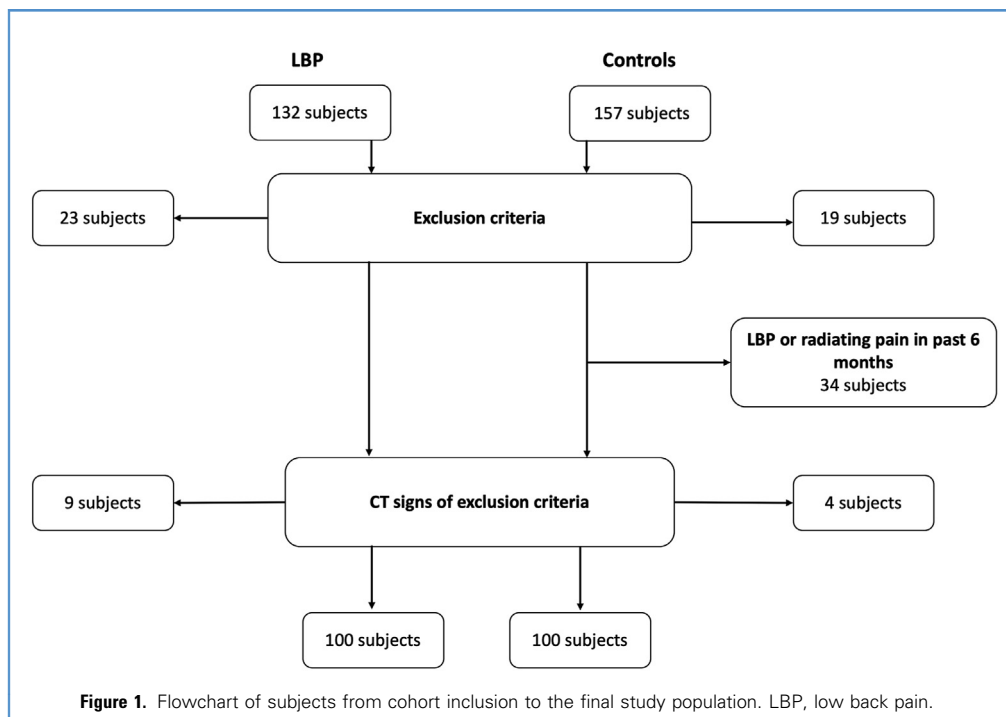 LBP
Controls
132 subjects
157 subjects
23 subjects
Exclusion criteria
19 subjects
LBP or radiating pain in past 6
months
34 subjects
9 subjects
CT signs of exclusion criteria
4 subjects
100 subjects
100 subjects
Figure 1. Flowchart of subjects from cohort inclusion to the final study population. LBP, low back pain.